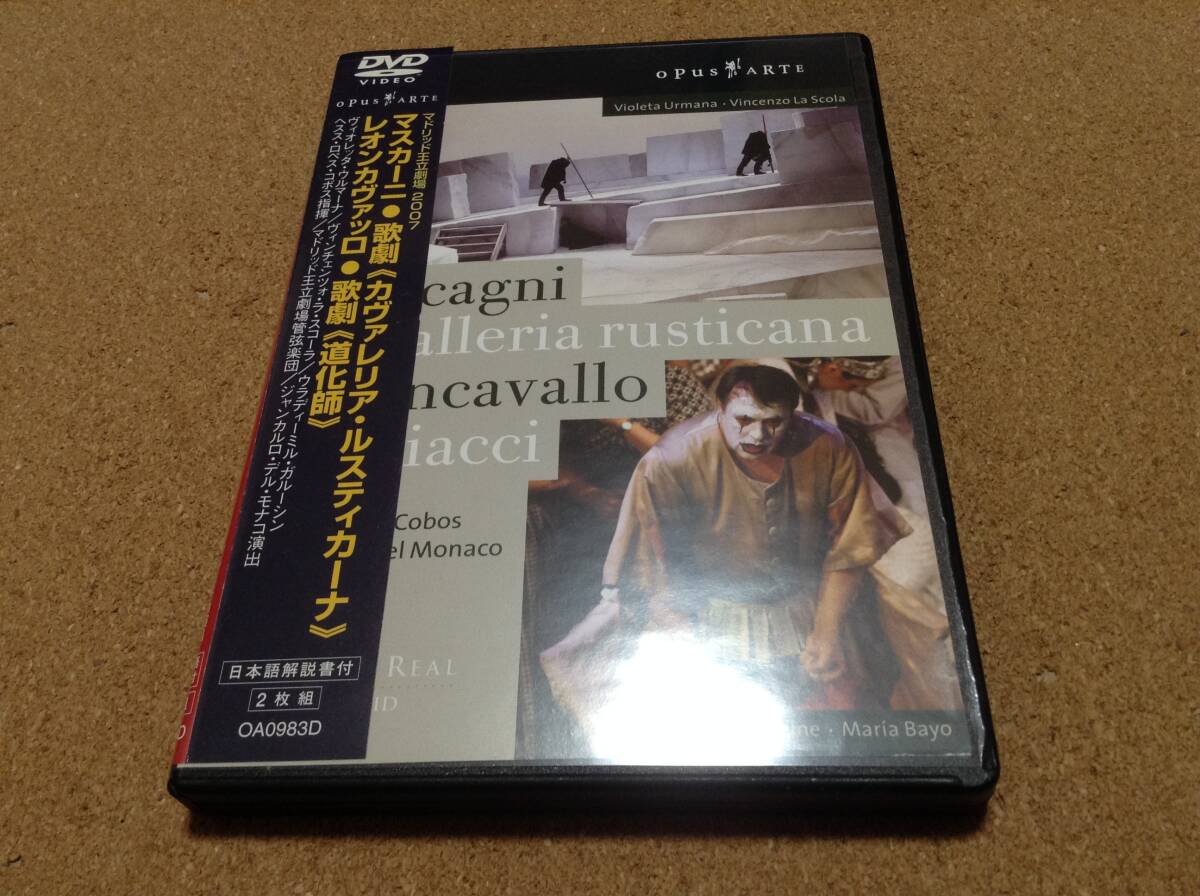 DVD
VIDEO
OPUS ARTE
マドリッド王立劇場 2007
マスカーニ●歌劇《カヴァレリア・ルスティカーナ》
レオンカヴァッロ●歌劇《道化師》
ヴィオレッタ・ウルマーナ/ヴィンチェンツォ・ラ・スコーラ/ウラディーミル・ガルーシン
ヘスス・ロペス・コボス指揮/マドリッド王立劇場管弦楽団/ジャンカルロ・デル・モナコ演出
日本語解説書付
2枚組
OA0983D
OPUS ARTE
Violeta Urmana · Vincenzo La Scola
cagni
alleria rusticana
ncavallo
iacci
Cobos
el Monaco
REAL
ID
ine · María Bayo